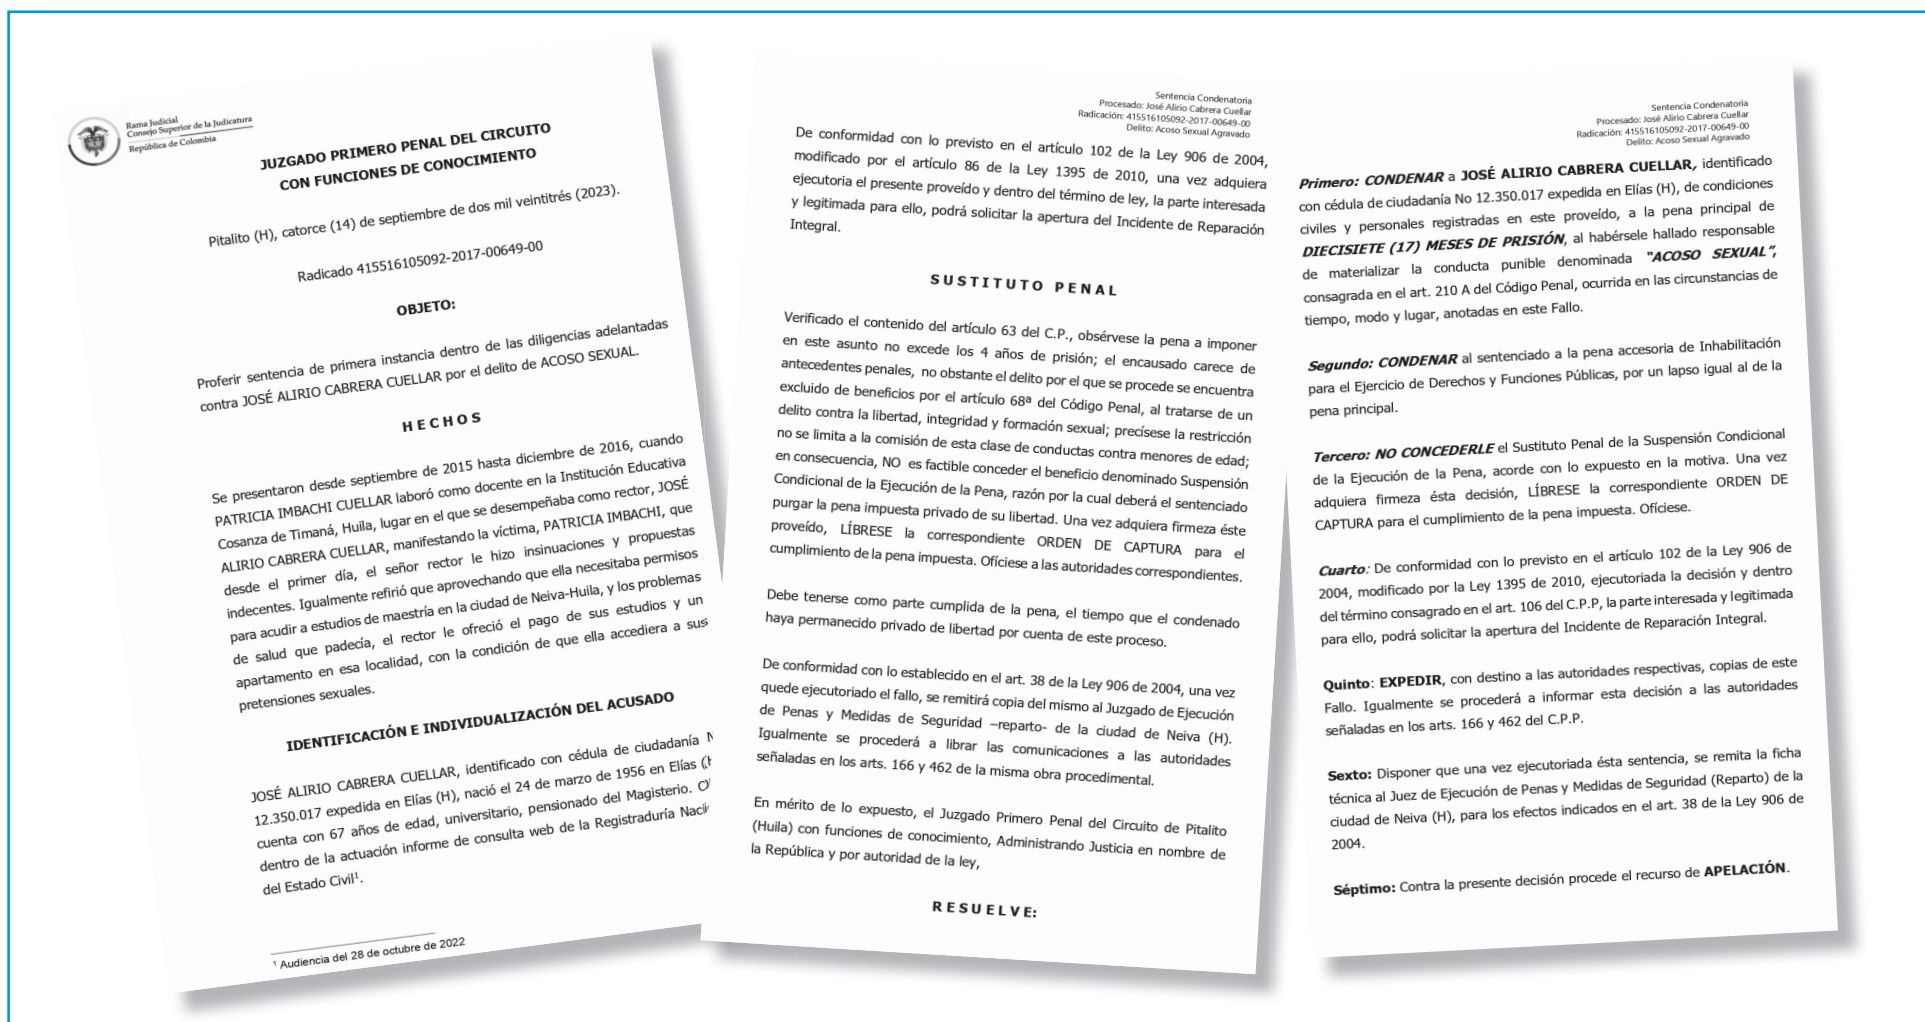 Rama Judicial
Consejo Superior de la Judicatura
República de Colombia
JUZGADO PRIMERO PENAL DEL CIRCUITO
CON FUNCIONES DE CONOCIMIENTO
Pitalito (H), catorce (14) de septiembre de dos mil veintitrés (2023).
Radicado 415516105092-2017-00649-00
OBJETO:
Proferir sentencia de primera instancia dentro de las diligencias adelantadas
contra JOSÉ ALIRIO CABRERA CUELLAR por el delito de ACOSO SEXUAL.
HECHOS
Se presentaron desde septiembre de 2015 hasta diciembre de 2016, cuando
PATRICIA IMBACHI CUELLAR laboró como docente en la Institución Educativa
Cosanza de Timaná, Huila, lugar en el que se desempeñaba como rector, JOSÉ
ALIRIO CABRERA CUELLAR, manifestando la víctima, PATRICIA IMBACHI, que
desde el primer día, el señor rector le hizo insinuaciones y propuestas
indecentes. Igualmente refirió que aprovechando que ella necesitaba permisos
para acudir a estudios de maestría en la ciudad de Neiva-Huila, y los problemas
de salud que padecía, el rector le ofreció el pago de sus estudios y un
apartamento en esa localidad, con la condición de que ella accediera a sus
pretensiones sexuales.
IDENTIFICACIÓN E INDIVIDUALIZACIÓN DEL ACUSADO
JOSÉ ALIRIO CABRERA CUELLAR, identificado con cédula de ciudadanía
12.350.017 expedida en Elías (H), nació el 24 de marzo de 1956 en Elías
cuenta con 67 años de edad, universitario, pensionado del Magisterio.
dentro de la actuación informe de consulta web de la Registraduría
del Estado Civil¹.
¹ Audiencia del 28 de octubre de 2022
Sentencia Condenatoria
Procesado: José Alirio Cabrera Cuellar
Radicación: 415516105092-2017-00649-00
Delito: Acoso Sexual Agravado
De conformidad con lo previsto en el artículo 102 de la Ley 906 de 2004,
modificado por el artículo 86 de la Ley 1395 de 2010, una vez adquiera
ejecutoria el presente proveído y dentro del término de ley, la parte interesada
y legitimada para ello, podrá solicitar la apertura del Incidente de Reparación
Integral.
SUSTITUTO PENAL
Verificado el contenido del artículo 63 del C.P., obsérvese la pena a imponer
en este asunto no excede los 4 años de prisión; el encausado carece de
antecedentes penales, no obstante el delito por el que se procede se encuentra
excluido de beneficios por el artículo 68ª del Código Penal, al tratarse de un
delito contra la libertad, integridad y formación sexual; precísese la restricción
no se limita a la comisión de esta clase de conductas contra menores de edad;
en consecuencia, NO es factible conceder el beneficio denominado Suspensión
Condicional de la Ejecución de la Pena, razón por la cual deberá el sentenciado
purgar la pena impuesta privado de su libertad. Una vez adquiera firmeza éste
proveído, LÍBRESE la correspondiente ORDEN DE CAPTURA para el
cumplimiento de la pena impuesta. Ofíciese a las autoridades correspondientes.
Debe tenerse como parte cumplida de la pena, el tiempo que el condenado
haya permanecido privado de libertad por cuenta de este proceso.
De conformidad con lo establecido en el art. 38 de la Ley 906 de 2004, una vez
quede ejecutoriado el fallo, se remitirá copia del mismo al Juzgado de Ejecución
de Penas y Medidas de Seguridad –reparto- de la ciudad de Neiva (H).
Igualmente se procederá a librar las comunicaciones a las autoridades
señaladas en los arts. 166 y 462 de la misma obra procedimental.
En mérito de lo expuesto, el Juzgado Primero Penal del Circuito de Pitalito
(Huila) con funciones de conocimiento, Administrando Justicia en nombre de
la República y por autoridad de la ley,
RESUELVE:
Sentencia Condenatoria
Procesado: José Alirio Cabrera Cuellar
Radicación: 415516105092-2017-00649-00
Delito: Acoso Sexual Agravado
Primero: CONDENAR a JOSÉ ALIRIO CABRERA CUELLAR, identificado
con cédula de ciudadanía No 12.350.017 expedida en Elías (H), de condiciones
civiles y personales registradas en este proveído, a la pena principal de
DIECISIETE (17) MESES DE PRISIÓN, al habérsele hallado responsable
de materializar la conducta punible denominada "ACOSO SEXUAL",
consagrada en el art. 210 A del Código Penal, ocurrida en las circunstancias de
tiempo, modo y lugar, anotadas en este Fallo.
Segundo: CONDENAR al sentenciado a la pena accesoria de Inhabilitación
para el Ejercicio de Derechos y Funciones Públicas, por un lapso igual al de la
pena principal.
Tercero: NO CONCEDERLE el Sustituto Penal de la Suspensión Condicional
de la Ejecución de la Pena, acorde con lo expuesto en la motiva. Una vez
adquiera firmeza ésta decisión, LÍBRESE la correspondiente ORDEN DE
CAPTURA para el cumplimiento de la pena impuesta. Ofíciese.
Cuarto: De conformidad con lo previsto en el artículo 102 de la Ley 906 de
2004, modificado por la Ley 1395 de 2010, ejecutoriada la decisión y dentro
del término consagrado en el art. 106 del C.P.P, la parte interesada y legitimada
para ello, podrá solicitar la apertura del Incidente de Reparación Integral.
Quinto: EXPEDIR, con destino a las autoridades respectivas, copias de este
Fallo. Igualmente se procederá a informar esta decisión a las autoridades
señaladas en los arts. 166 y 462 del C.P.P.
Sexto: Disponer que una vez ejecutoriada ésta sentencia, se remita la ficha
técnica al Juez de Ejecución de Penas y Medidas de Seguridad (Reparto) de la
ciudad de Neiva (H), para los efectos indicados en el art. 38 de la Ley 906 de
2004.
Séptimo: Contra la presente decisión procede el recurso de APELACIÓN.